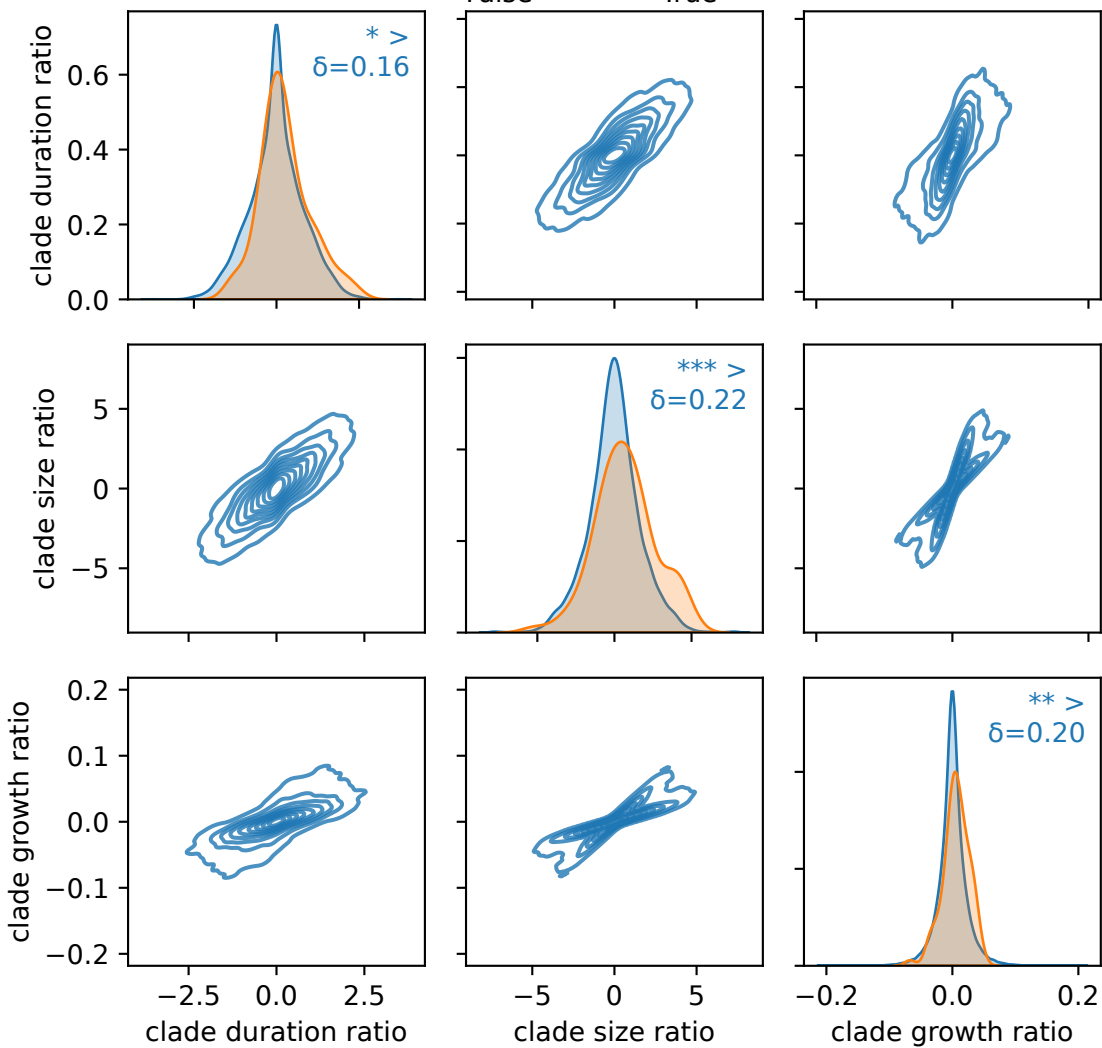 True
* >
δ=0.16
clade duration ratio
0.6
0.4
0.2
0.0
*** >
δ=0.22
clade size ratio
5
0
−5
** >
δ=0.20
clade growth ratio
0.2
0.1
0.0
−0.1
−0.2
−2.5 0.0 2.5 −5 0 5 −0.2 0.0 0.2
clade duration ratio clade size ratio clade growth ratio